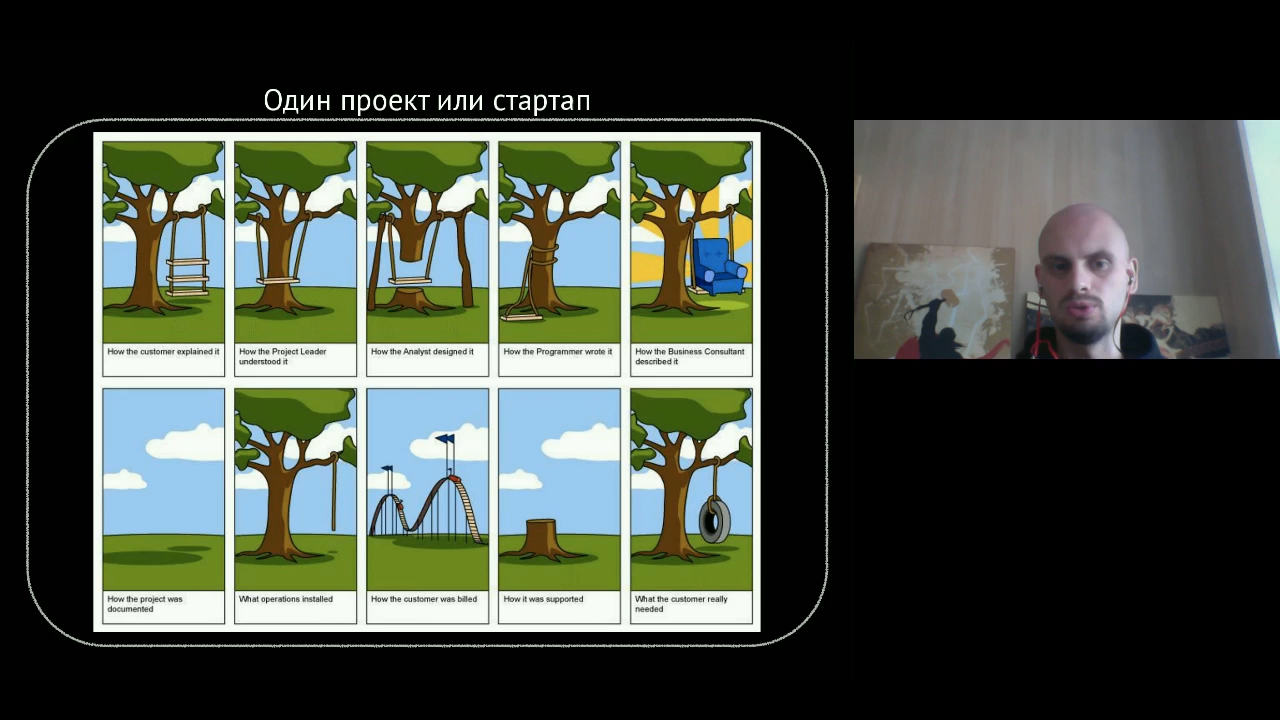 Один проект или стартап
How the customer explained it
How the Project Leader
understood it
How the Analyst designed it
How the Programmer wrote it
How the Business Consultant
described it
How the project was
documented
What operations installed
How the customer was billed
How it was supported
What the customer really
needed